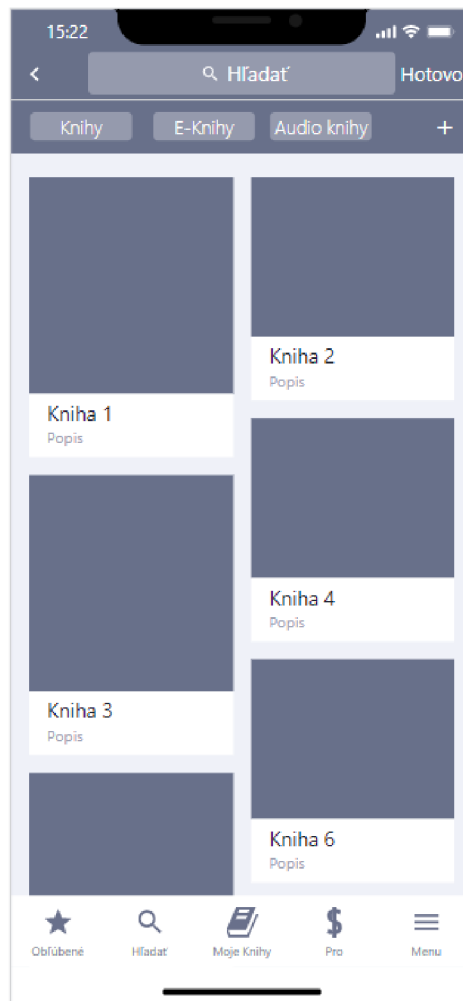 15:22
Hľadať
Hotovo
Knihy
E-Knihy
Audio knihy
+
Kniha 1
Popis
Kniha 2
Popis
Kniha 3
Popis
Kniha 4
Popis
Kniha 6
Popis
Obľúbené
Hľadať
Moje Knihy
Pro
Menu